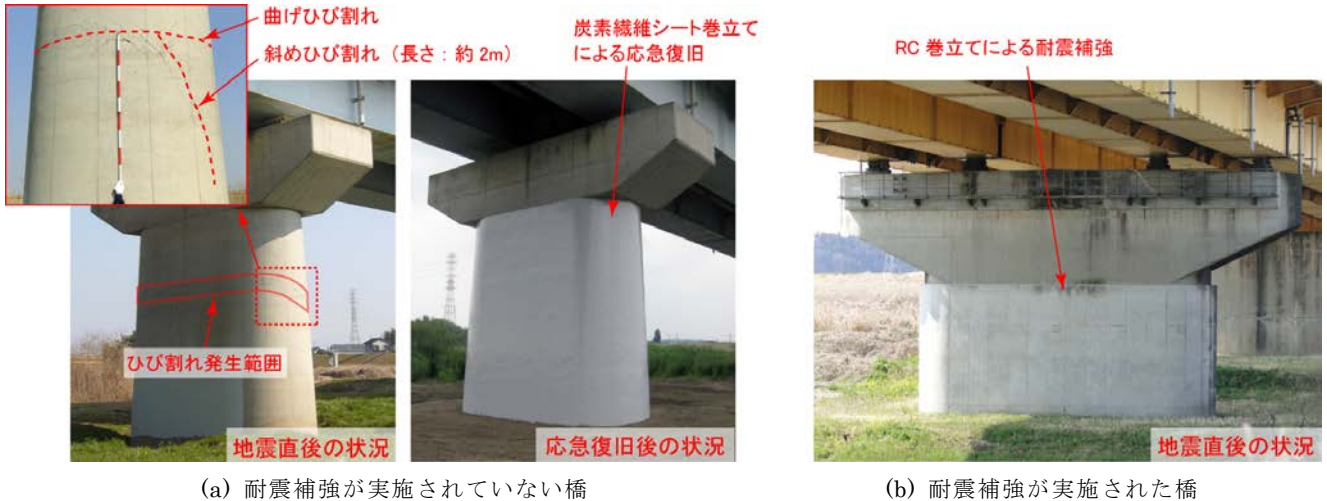 曲げひび割れ
斜めひび割れ（長さ：約 2m）
ひび割れ発生範囲
地震直後の状況
炭素繊維シート巻立て
による応急復旧
応急復旧後の状況
(a) 耐震補強が実施されていない橋
RC 巻立てによる耐震補強
地震直後の状況
(b) 耐震補強が実施された橋